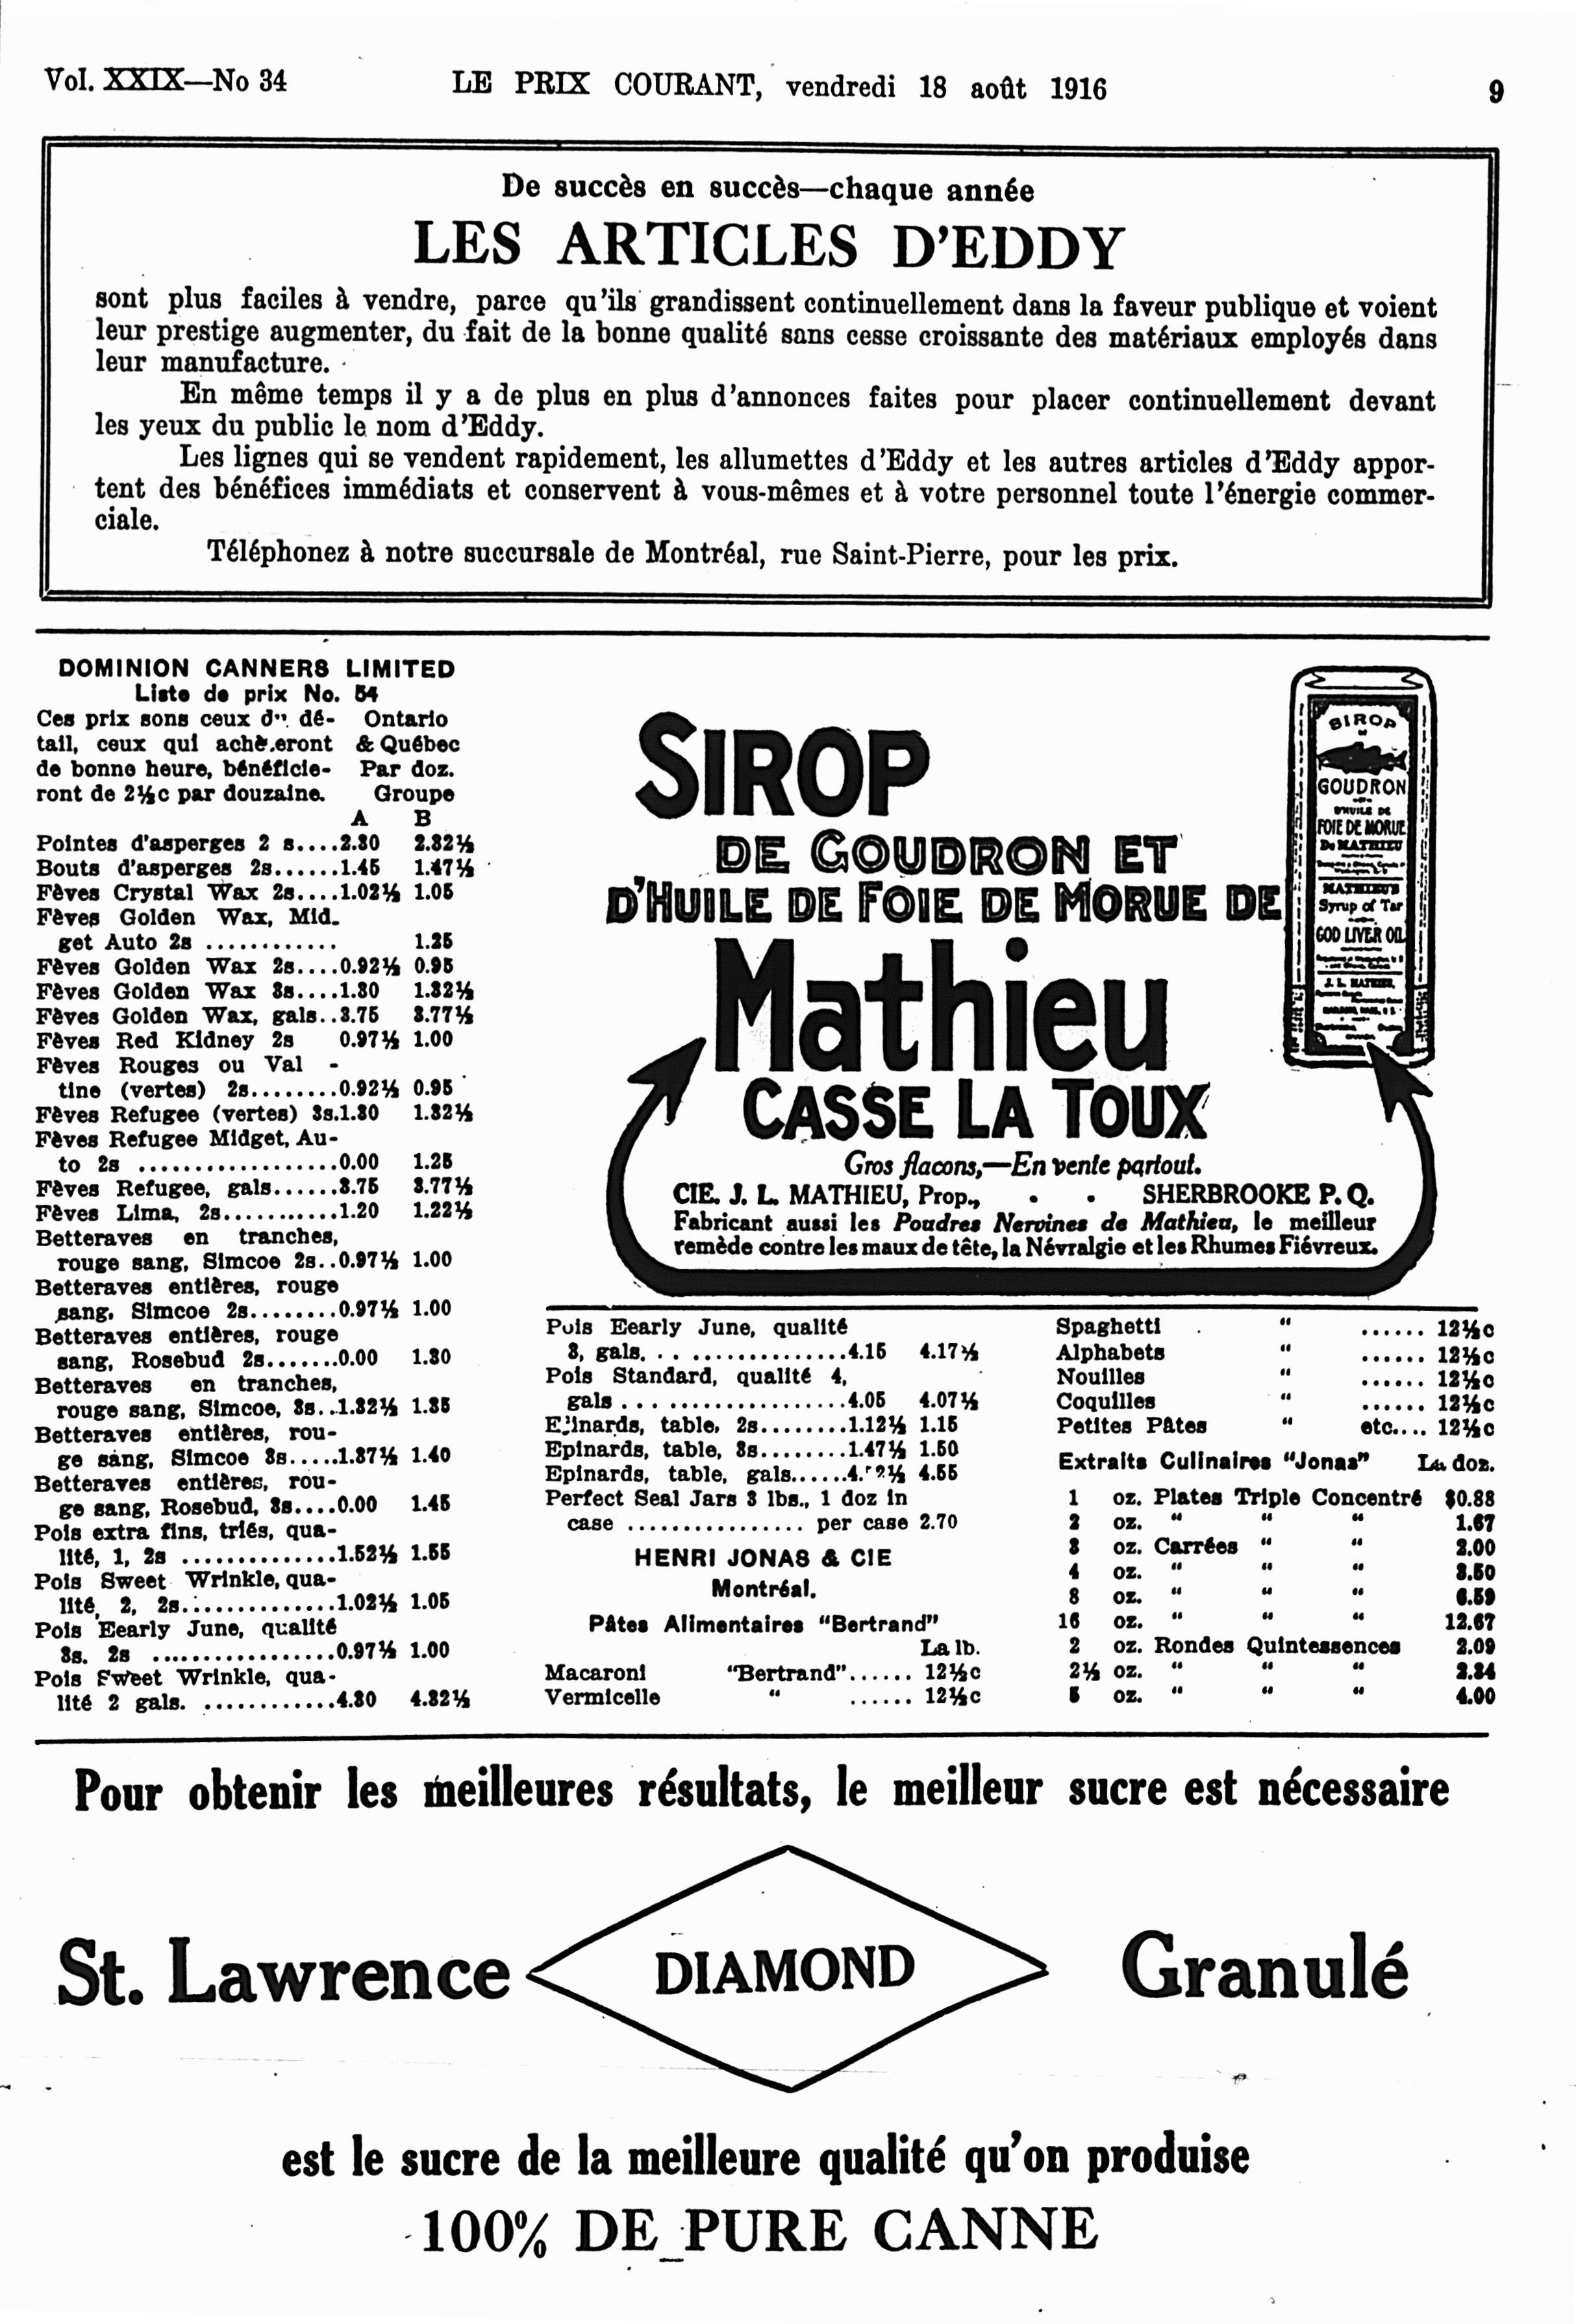 Vol. XXIX—No 34 LE PRIX COURANT, vendredi 18 août 1916 9
De succès en succès—chaque année
LES ARTICLES D'EDDY
sont plus faciles à vendre, parce qu'ils grandissent continuellement dans la faveur publique et voient
leur prestige augmenter, du fait de la bonne qualité sans cesse croissante des matériaux employés dans
leur manufacture.
En même temps il y a de plus en plus d'annonces faites pour placer continuellement devant
les yeux du public le nom d'Eddy.
Les lignes qui se vendent rapidement, les allumettes d'Eddy et les autres articles d'Eddy appor-
tent des bénéfices immédiats et conservent à vous-mêmes et à votre personnel toute l'énergie commer-
ciale.
Téléphonez à notre succursale de Montréal, rue Saint-Pierre, pour les prix.
DOMINION CANNERS LIMITED
Liste de prix No. 54
Ces prix sons ceux d dé- Ontario
tail, ceux qui achè.eront & Québec
de bonne heure, bénéficie- Par doz.
ront de 2½c par douzaine. Groupe
A B
Pointes d'asperges 2 s....2.30 2.32½
Bouts d'asperges 2s......1.45 1.47½
Fèves Crystal Wax 2s....1.02½ 1.05
Fèves Golden Wax, Mid-
get Auto 2s ............ 1.25
Fèves Golden Wax 2s....0.92½ 0.95
Fèves Golden Wax 3s....1.30 1.32½
Fèves Golden Wax, gals..3.75 3.77½
Fèves Red Kidney 2s 0.97½ 1.00
Fèves Rouges ou Val -
tine (vertes) 2s........0.92½ 0.95
Fèves Refugee (vertes) 3s.1.30 1.32½
Fèves Refugee Midget, Au-
to 2s ..................0.00 1.25
Fèves Refugee, gals......3.75 3.77½
Fèves Lima, 2s...........1.20 1.22½
Betteraves en tranches,
rouge sang, Simcoe 2s..0.97½ 1.00
Betteraves entières, rouge
sang, Simcoe 2s........0.97½ 1.00
Betteraves entières, rouge
sang, Rosebud 2s.......0.00 1.30
Betteraves en tranches,
rouge sang, Simcoe, 3s..1.32½ 1.35
Betteraves entières, rou-
ge sang, Simcoe 3s.....1.37½ 1.40
Betteraves entières, rou-
ge sang, Rosebud, 3s....0.00 1.45
Pois extra fins, triés, qua-
lité, 1, 2s ..............1.52½ 1.55
Pois Sweet Wrinkle, qua-
lité, 2, 2s...............1.02½ 1.05
Pois Eearly June, qualité
3s. 2s .................0.97½ 1.00
Pois Sweet Wrinkle, qua-
lité 2 gals. ............4.30 4.32½
SIROP
DE GOUDRON ET
D'HUILE DE FOIE DE MORUE DE
Mathieu
CASSE LA TOUX
Gros flacons,—En vente partout.
CIE. J. L. MATHIEU, Prop., - - SHERBROOKE P. Q.
Fabricant aussi les Poudres Nervines de Mathieu, le meilleur
remède contre les maux de tête, la Névralgie et les Rhumes Fiévreux.
SIROP
GOUDRON
D'HUILE DE
FOIE DE MORUE
De MATHIEU
MATHIEU'S
Syrup of Tar
COD LIVER OIL
J. L. MATHIEU,
Pois Eearly June, qualité
3, gals. . . ...............4.15 4.17½
Pois Standard, qualité 4,
gals . . ...................4.05 4.07½
Epinards, table, 2s........1.12½ 1.15
Epinards, table, 3s........1.47½ 1.50
Epinards, table, gals......4. 2½ 4.55
Perfect Seal Jars 3 lbs., 1 doz in
case ................ per case 2.70
HENRI JONAS & CIE
Montréal.
Pâtes Alimentaires "Bertrand"
La lb.
Macaroni "Bertrand"...... 12½c
Vermicelle " ...... 12½c
Spaghetti " ...... 12½c
Alphabets " ...... 12½c
Nouilles " ...... 12½c
Coquilles " ...... 12½c
Petites Pâtes " etc.... 12½c
Extraits Culinaires "Jonas" La doz.
1 oz. Plates Triple Concentré $0.88
2 oz. " " " 1.67
3 oz. Carrées " " 2.00
4 oz. " " " 3.50
8 oz. " " " 6.59
16 oz. " " " 12.67
2 oz. Rondes Quintessences 2.09
2½ oz. " " " 2.34
5 oz. " " " 4.00
Pour obtenir les meilleures résultats, le meilleur sucre est nécessaire
St. Lawrence DIAMOND Granulé
est le sucre de la meilleure qualité qu'on produise
100% DE PURE CANNE